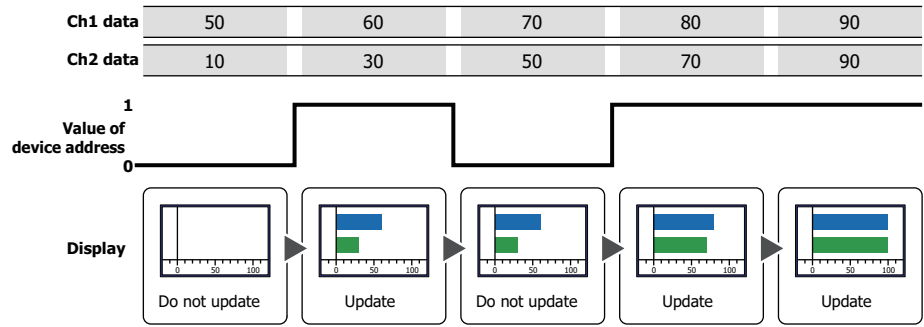 Ch1 data 50 60 70 80 90
Ch2 data 10 30 50 70 90
1
Value of
device address
0
Display
0 50 100 0 50 100 0 50 100 0 50 100 0 50 100
Do not update Update Do not update Update Update